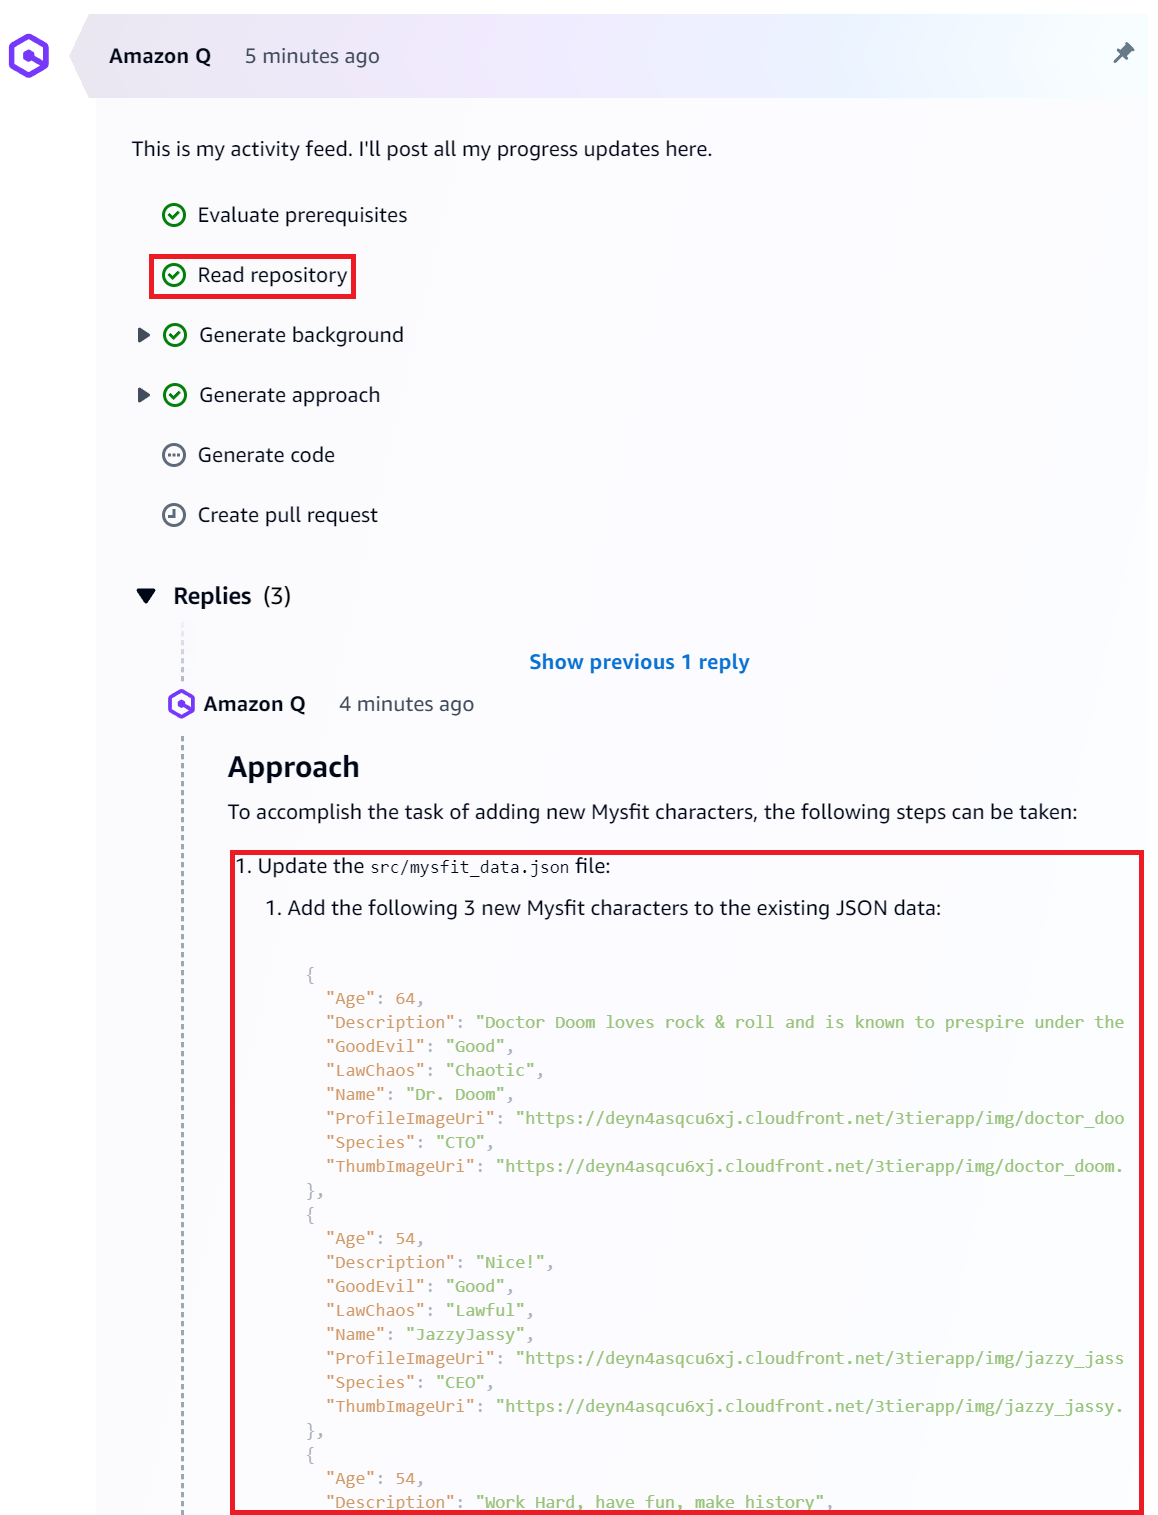 Amazon Q 5 minutes ago
This is my activity feed. I'll post all my progress updates here.
Evaluate prerequisites
Read repository
Generate background
Generate approach
Generate code
Create pull request
Replies (3)
Show previous 1 reply
Amazon Q 4 minutes ago
Approach
To accomplish the task of adding new Mysfit characters, the following steps can be taken:
1. Update the src/mysfit_data.json file:
1. Add the following 3 new Mysfit characters to the existing JSON data:
{
"Age": 64,
"Description": "Doctor Doom loves rock & roll and is known to prespire under the
"GoodEvil": "Good",
"LawChaos": "Chaotic",
"Name": "Dr. Doom",
"ProfileImageUri": "https://deyn4asqcu6xj.cloudfront.net/3tierapp/img/doctor_doo
"Species": "CTO",
"ThumbImageUri": "https://deyn4asqcu6xj.cloudfront.net/3tierapp/img/doctor_doom.
},
{
"Age": 54,
"Description": "Nice!",
"GoodEvil": "Good",
"LawChaos": "Lawful",
"Name": "JazzyJassy",
"ProfileImageUri": "https://deyn4asqcu6xj.cloudfront.net/3tierapp/img/jazzy_jass
"Species": "CEO",
"ThumbImageUri": "https://deyn4asqcu6xj.cloudfront.net/3tierapp/img/jazzy_jassy.
},
{
"Age": 54,
"Description": "Work Hard, have fun, make history",